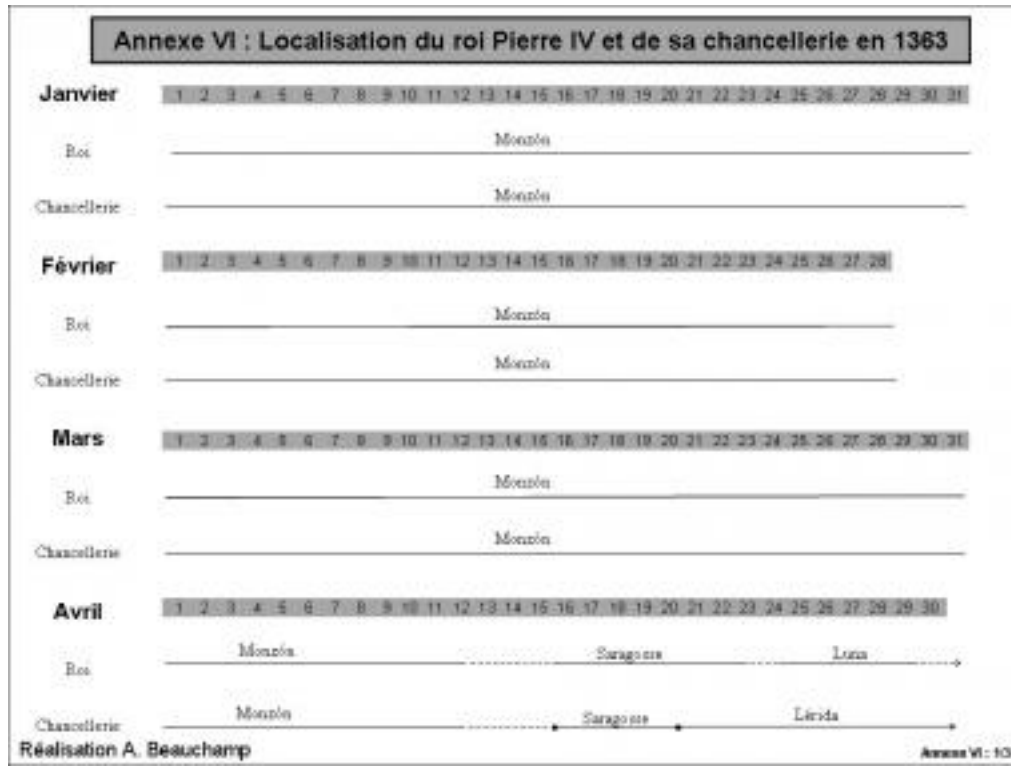 Annexe VI : Localisation du roi Pierre IV et de sa chancellerie en 1363
Janvier 1 2 3 4 5 6 7 8 9 10 11 12 13 14 15 16 17 18 19 20 21 22 23 24 25 26 27 28 29 30 31
Monzón
Roi
Monzón
Chancellerie
Février 1 2 3 4 5 6 7 8 9 10 11 12 13 14 15 16 17 18 19 20 21 22 23 24 25 26 27 28
Monzón
Roi
Monzón
Chancellerie
Mars 1 2 3 4 5 6 7 8 9 10 11 12 13 14 15 16 17 18 19 20 21 22 23 24 25 26 27 28 29 30 31
Monzón
Roi
Monzón
Chancellerie
Avril 1 2 3 4 5 6 7 8 9 10 11 12 13 14 15 16 17 18 19 20 21 22 23 24 25 26 27 28 29 30
Monzón Saragosse Luna
Roi
Monzón Saragosse Lérida
Chancellerie
Réalisation A. Beauchamp Annexe VI : 1/3